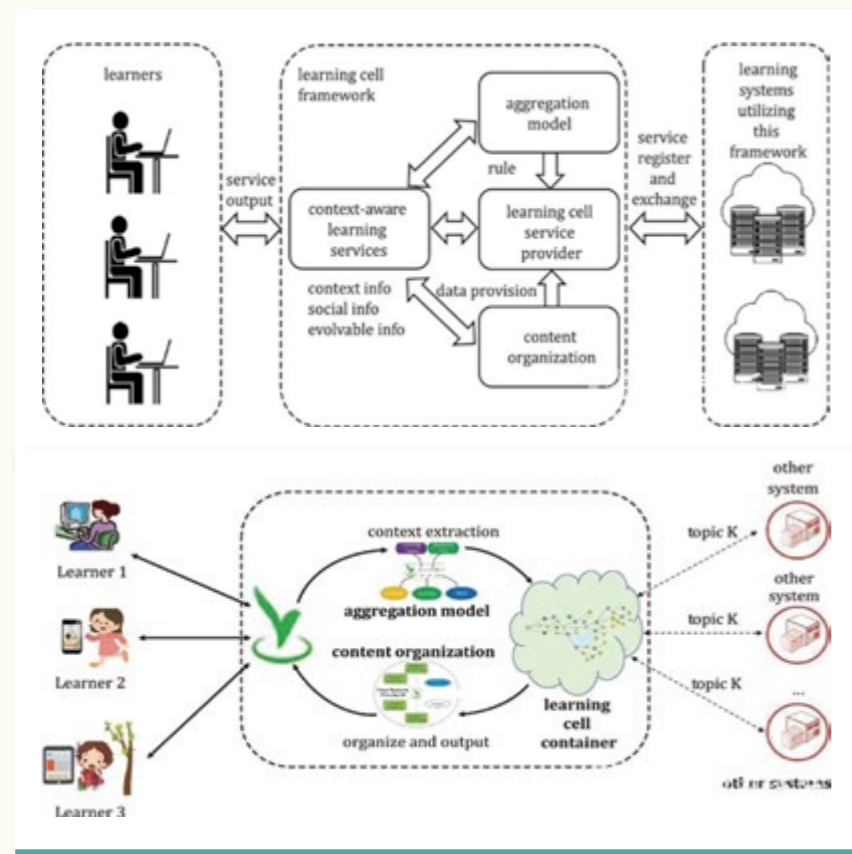 learners
learning cell
framework
aggregation
model
learning
systems
utilizing
this
framework
service
output
rule
service
register
and
exchange
context-aware
learning
services
learning cell
service
provider
context info
social info
evolvable info
data provision
content
organization
other
system
context extraction
topic K
Learner 1
aggregation model
other
system
topic K
content organization
Learner 2
topic K
...
learning
cell
container
organize and output
other systems
Learner 3